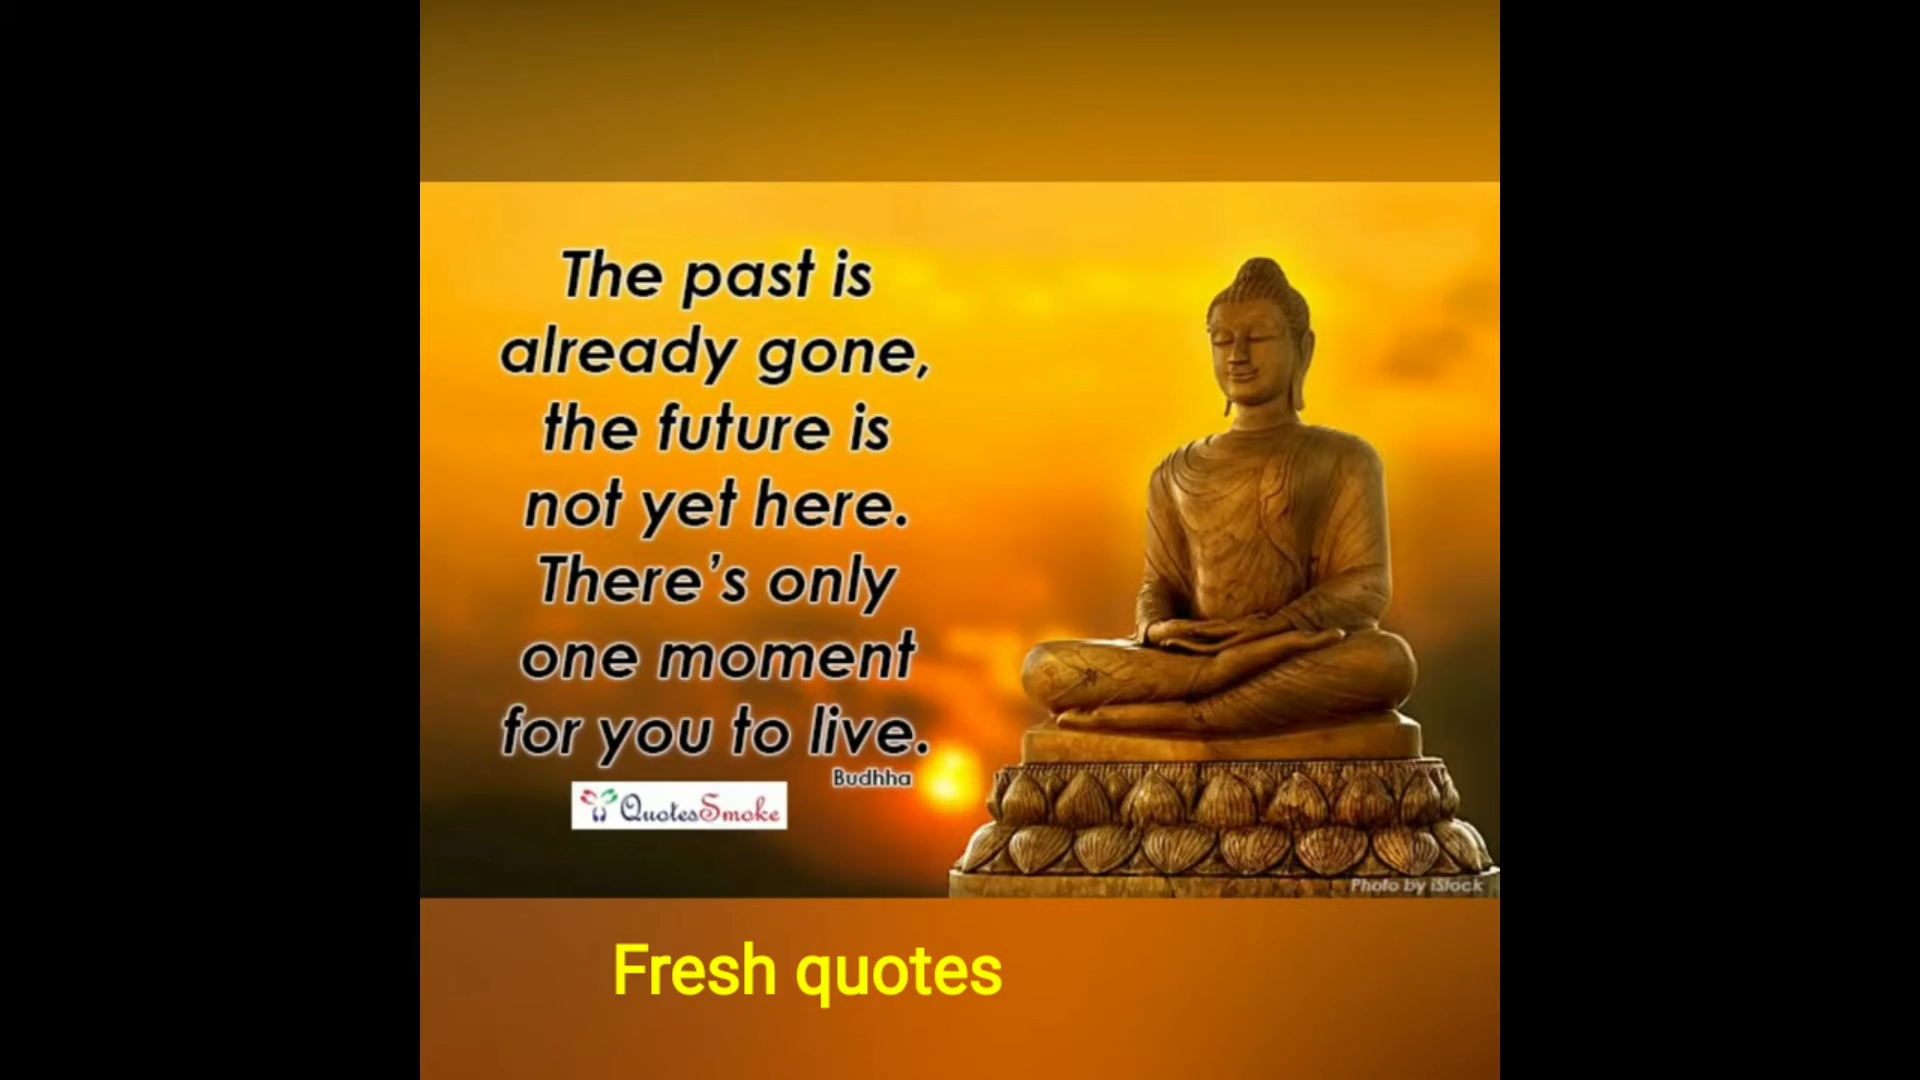 The past is
already gone,
the future is
not yet here.
There’s only
one moment
for you to live.
Budhha
QuotesSmoke
Photo by iStock
Fresh quotes